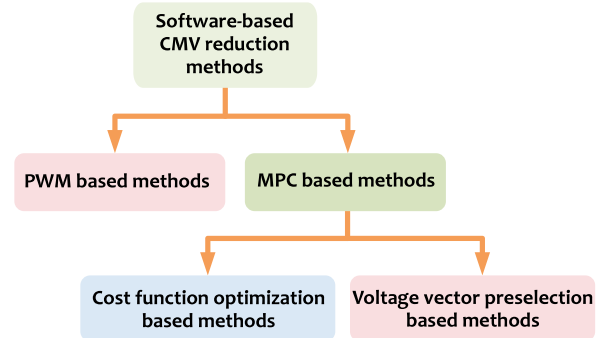 Software-based
CMV reduction
methods
PWM based methods
MPC based methods
Cost function optimization
based methods
Voltage vector preselection
based methods